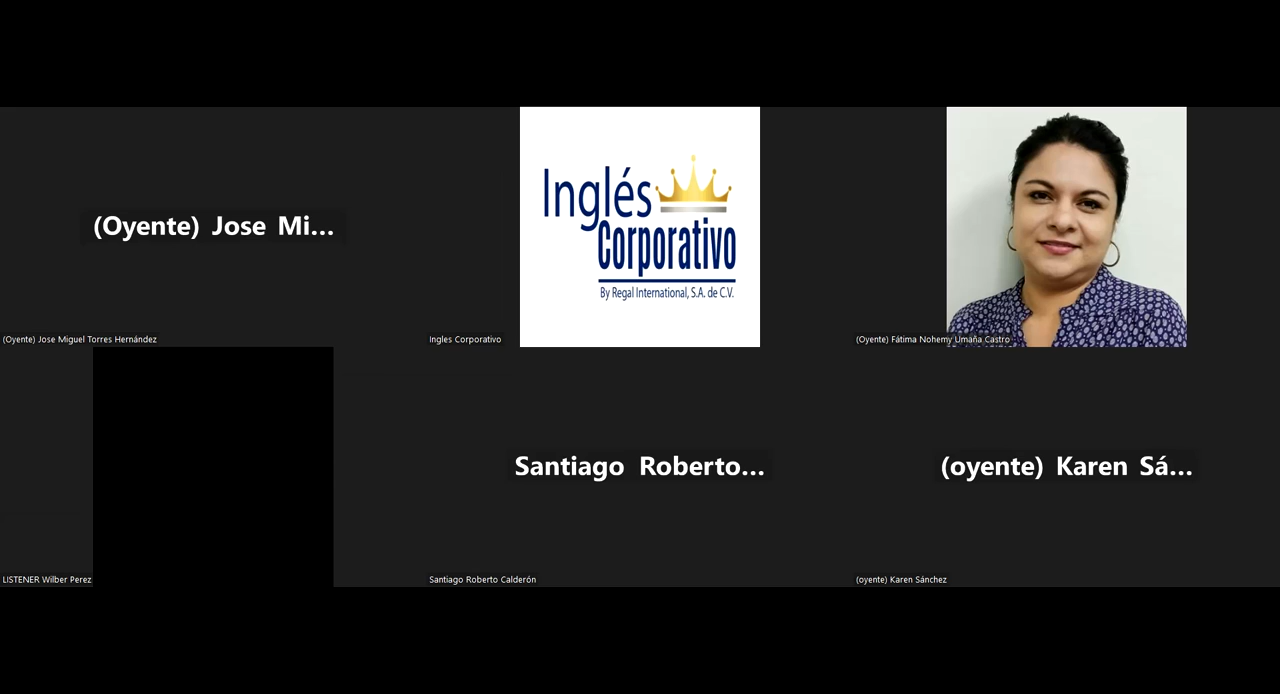 (Oyente) Jose Mi...
(Oyente) Jose Miguel Torres Hernández
Inglés
Corporativo
By Regal International, S.A. de C.V.
Ingles Corporativo
(Oyente) Fátima Nohemy Umaña Castro
LISTENER Wilber Perez
Santiago Roberto...
Santiago Roberto Calderón
(oyente) Karen Sá...
(oyente) Karen Sánchez